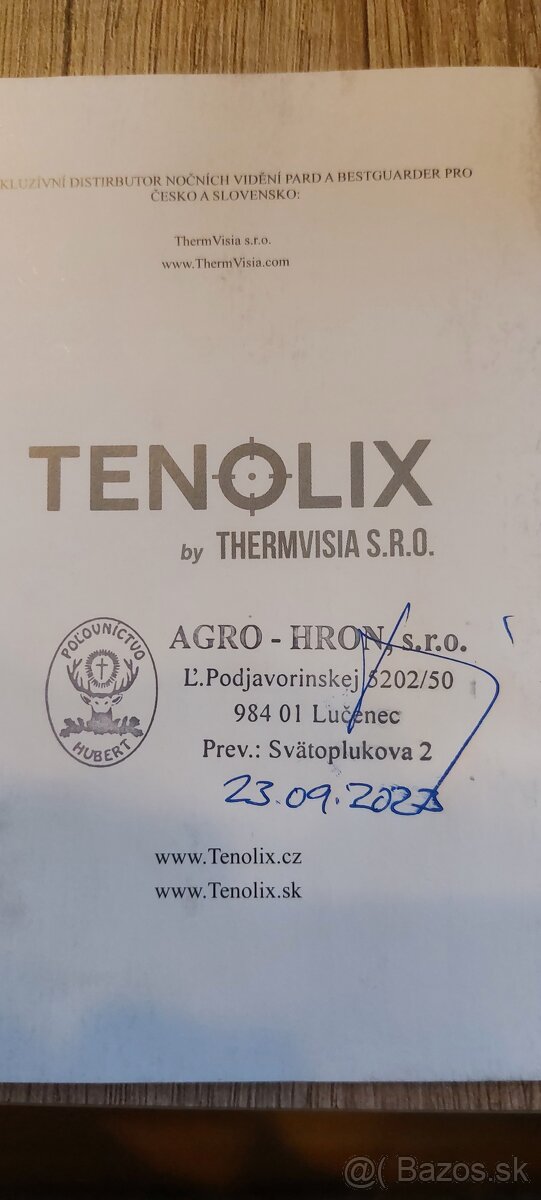 KLUZÍVNÍ DISTIRBUTOR NOČNÍCH VIDĚNÍ PARD A BESTGUARDER PRO
ČESKO A SLOVENSKO:
ThermVisia s.r.o.
www.ThermVisia.com
TENOLIX
by THERMVISIA S.R.O.
POĽOVNÍCTVO
HUBERT
AGRO - HRON, s.r.o.
Ľ.Podjavorinskej 5202/50
984 01 Lučenec
Prev.: Svätoplukova 2
23.09.2023
www.Tenolix.cz
www.Tenolix.sk
@( Bazos.sk